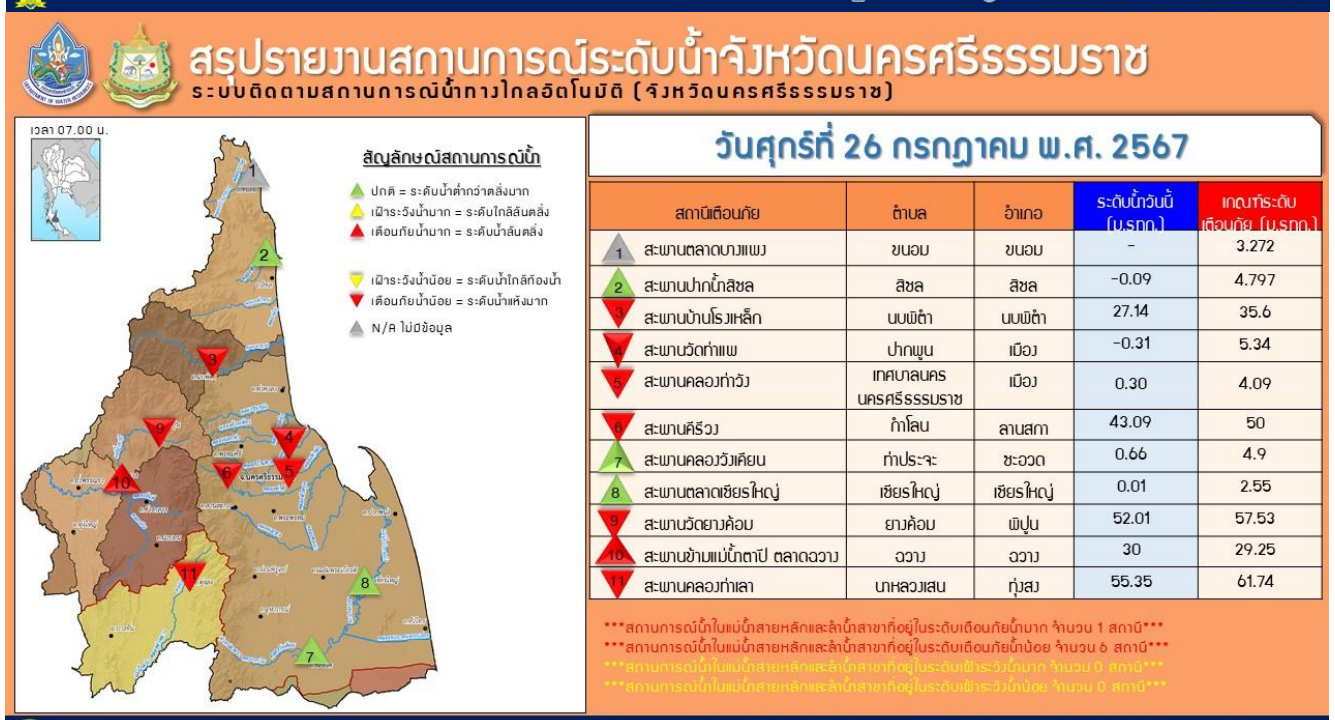 สรุปรายงานสถานการณ์ระดับน้ำจังหวัดนครศรีธรรมราช
ระบบติดตามสถานการณ์น้ำทางไกลอัตโนมัติ (จังหวัดนครศรีธรรมราช)
เวลา 07.00 น.
สัญลักษณ์สถานการณ์น้ำ
ปกติ = ระดับน้ำต่ำกว่าตลิ่งมาก
เฝ้าระวังน้ำมาก = ระดับใกล้ล้นตลิ่ง
เตือนภัยน้ำมาก = ระดับน้ำล้นตลิ่ง
เฝ้าระวังน้ำน้อย = ระดับน้ำใกล้ท้องน้ำ
เตือนภัยน้ำน้อย = ระดับน้ำแห้งมาก
N/A ไม่มีข้อมูล
1
2
3
9
4
10
6
5
11
8
7
วันศุกร์ที่ 26 กรกฎาคม พ.ศ. 2567
สถานีเตือนภัย ตำบล อำเภอ ระดับน้ำวันนี้ (ม.รทก.) เกณฑ์ระดับเตือนภัย (ม.รทก.)
1 สะพานตลาดบางแพง ขนอม ขนอม - 3.272
2 สะพานปากน้ำสิชล สิชล สิชล -0.09 4.797
3 สะพานบ้านโรงเหล็ก นบพิตำ นบพิตำ 27.14 35.6
4 สะพานวัดท่าแพ ปากพูน เมือง -0.31 5.34
5 สะพานคลองท่าวัง เทศบาลนครนครศรีธรรมราช เมือง 0.30 4.09
6 สะพานคีรีวง กำโลน ลานสกา 43.09 50
7 สะพานคลองวังเคียน ท่าประจะ ชะอวด 0.66 4.9
8 สะพานตลาดเชียรใหญ่ เชียรใหญ่ เชียรใหญ่ 0.01 2.55
9 สะพานวัดยางค้อม ยางค้อม พิปูน 52.01 57.53
10 สะพานข้ามแม่น้ำตาปี ตลาดฉวาง ฉวาง ฉวาง 30 29.25
11 สะพานคลองท่าเลา นาหลวงเสน ทุ่งสง 55.35 61.74
***สถานการณ์น้ำในแม่น้ำสายหลักและลำน้ำสาขาที่อยู่ในระดับเตือนภัยน้ำมาก จำนวน 1 สถานี***
***สถานการณ์น้ำในแม่น้ำสายหลักและลำน้ำสาขาที่อยู่ในระดับเตือนภัยน้ำน้อย จำนวน 6 สถานี***
***สถานการณ์น้ำในแม่น้ำสายหลักและลำน้ำสาขาที่อยู่ในระดับเฝ้าระวังน้ำมาก จำนวน 0 สถานี***
***สถานการณ์น้ำในแม่น้ำสายหลักและลำน้ำสาขาที่อยู่ในระดับเฝ้าระวังน้ำน้อย จำนวน 0 สถานี***